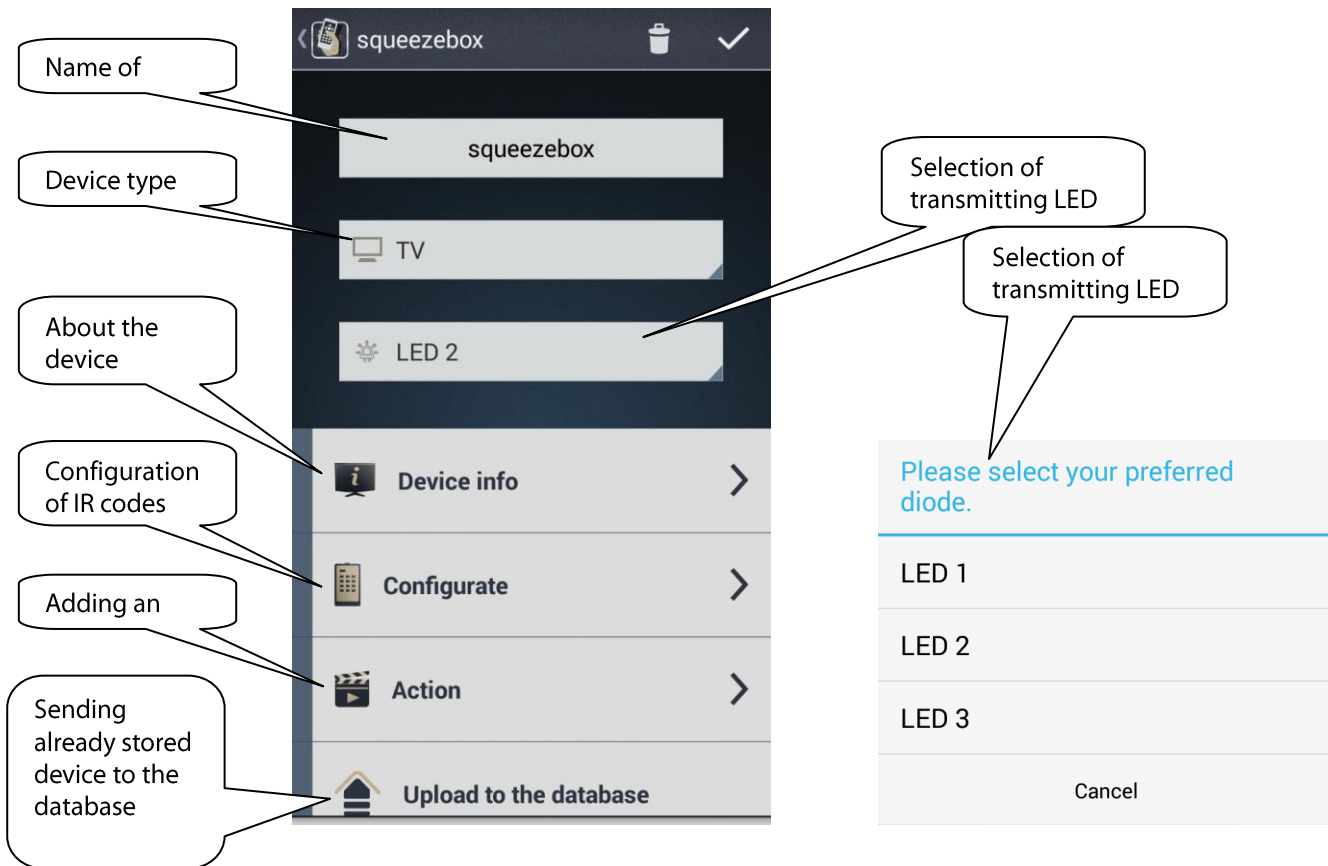 squeezebox
Name of
squeezebox
Device type
TV
Selection of
transmitting LED
Selection of
transmitting LED
About the
device
LED 2
Configuration
of IR codes
Device info
Please select your preferred
diode.
LED 1
Configurate
Adding an
LED 2
Action
LED 3
Sending
already stored
device to the
database
Upload to the database
Cancel